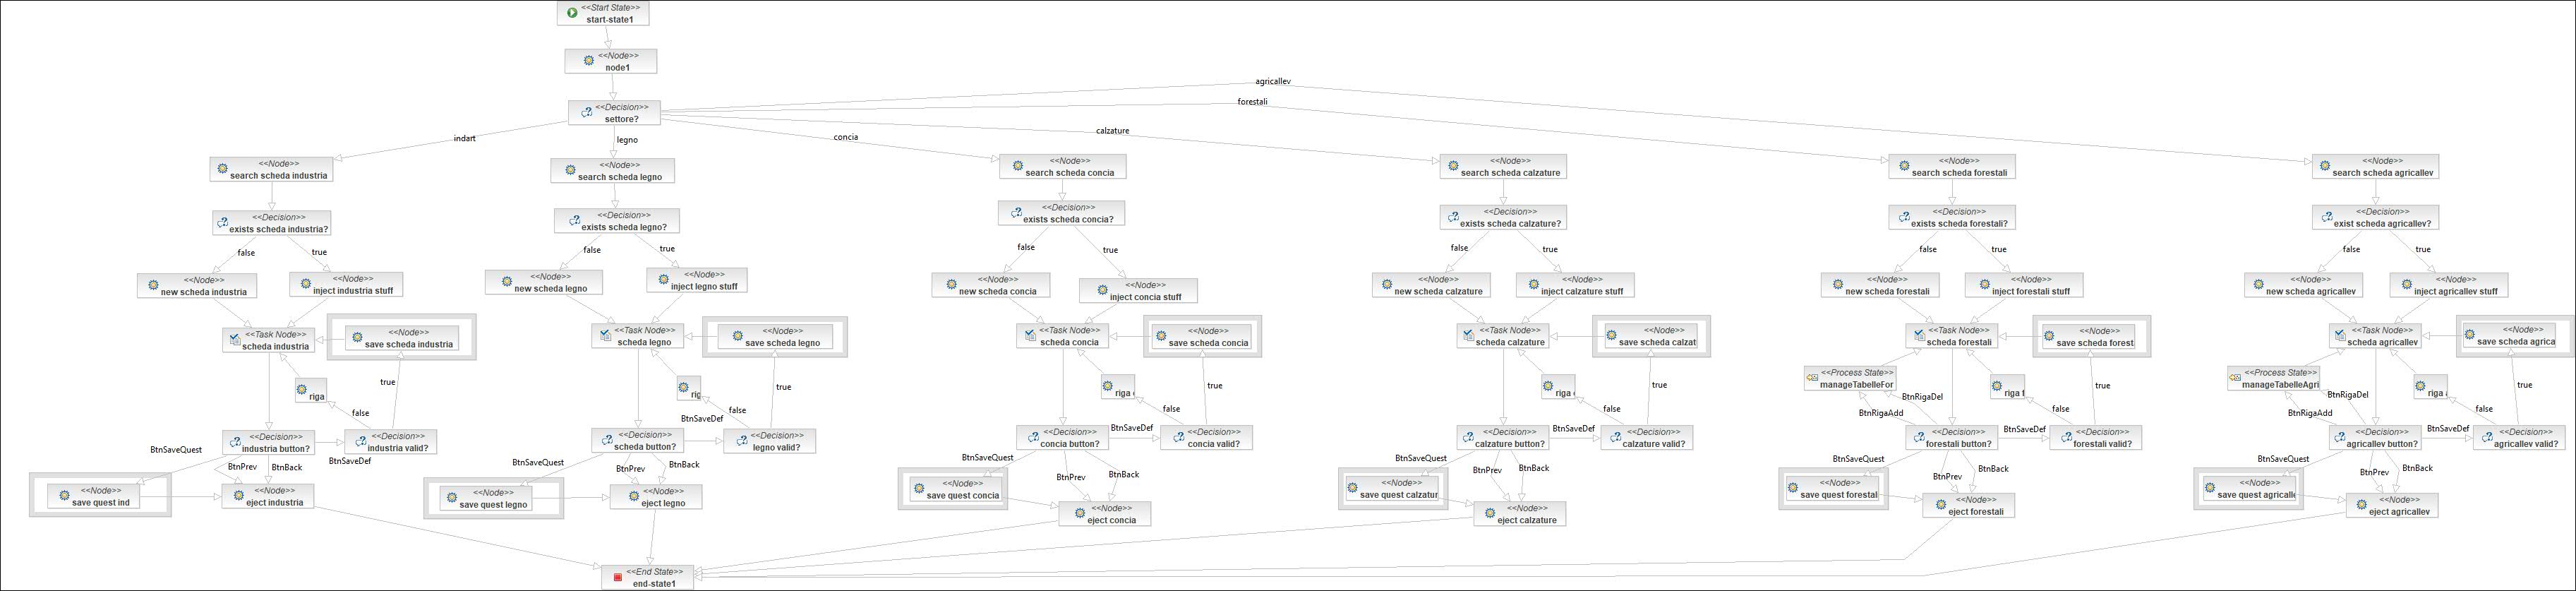 <<Start State>>
start-state1
<<Node>>
node1
<<Decision>>
settore?
agricallev
forestali
calzature
concia
legno
indart
<<Node>>
search scheda industria
<<Decision>>
exists scheda industria?
false
true
<<Node>>
new scheda industria
<<Node>>
inject industria stuff
<<Task Node>>
scheda industria
<<Node>>
save scheda industria
riga
true
false
<<Decision>>
industria button?
<<Decision>>
industria valid?
BtnSaveQuest
BtnPrev
BtnBack
BtnSaveDef
<<Node>>
save quest ind
<<Node>>
eject industria
<<Node>>
search scheda legno
<<Decision>>
exists scheda legno?
false
true
<<Node>>
new scheda legno
<<Node>>
inject legno stuff
<<Task Node>>
scheda legno
<<Node>>
save scheda legno
rig
true
false
BtnSaveDef
<<Decision>>
scheda button?
<<Decision>>
legno valid?
BtnSaveQuest
BtnPrev
BtnBack
<<Node>>
save quest legno
<<Node>>
eject legno
<<Node>>
search scheda concia
<<Decision>>
exists scheda concia?
false
true
<<Node>>
new scheda concia
<<Node>>
inject concia stuff
<<Task Node>>
scheda concia
<<Node>>
save scheda concia
riga
true
false
BtnSaveDef
<<Decision>>
concia button?
<<Decision>>
concia valid?
BtnSaveQuest
BtnPrev
BtnBack
<<Node>>
save quest concia
<<Node>>
eject concia
<<Node>>
search scheda calzature
<<Decision>>
exists scheda calzature?
false
true
<<Node>>
new scheda calzature
<<Node>>
inject calzature stuff
<<Task Node>>
scheda calzature
<<Node>>
save scheda calzat
riga
true
false
BtnSaveDef
<<Decision>>
calzature button?
<<Decision>>
calzature valid?
BtnSaveQuest
BtnPrev
BtnBack
<<Node>>
save quest calzatur
<<Node>>
eject calzature
<<Node>>
search scheda forestali
<<Decision>>
exists scheda forestali?
false
true
<<Node>>
new scheda forestali
<<Node>>
inject forestali stuff
<<Task Node>>
scheda forestali
<<Node>>
save scheda forest
<<Process State>>
manageTabelleFor
riga f
true
BtnRigaDel
BtnRigaAdd
false
BtnSaveDef
<<Decision>>
forestali button?
<<Decision>>
forestali valid?
BtnSaveQuest
BtnPrev
BtnBack
<<Node>>
save quest forestal
<<Node>>
eject forestali
<<Node>>
search scheda agricallev
<<Decision>>
exist scheda agricallev?
false
true
<<Node>>
new scheda agricallev
<<Node>>
inject agricallev stuff
<<Task Node>>
scheda agricallev
<<Node>>
save scheda agrica
<<Process State>>
manageTabelleAgri
riga
true
BtnRigaDel
BtnRigaAdd
false
BtnSaveDef
<<Decision>>
agricallev button?
<<Decision>>
agricallev valid?
BtnSaveQuest
BtnPrev
BtnBack
<<Node>>
save quest agricall
<<Node>>
eject agricallev
<<End State>>
end-state1